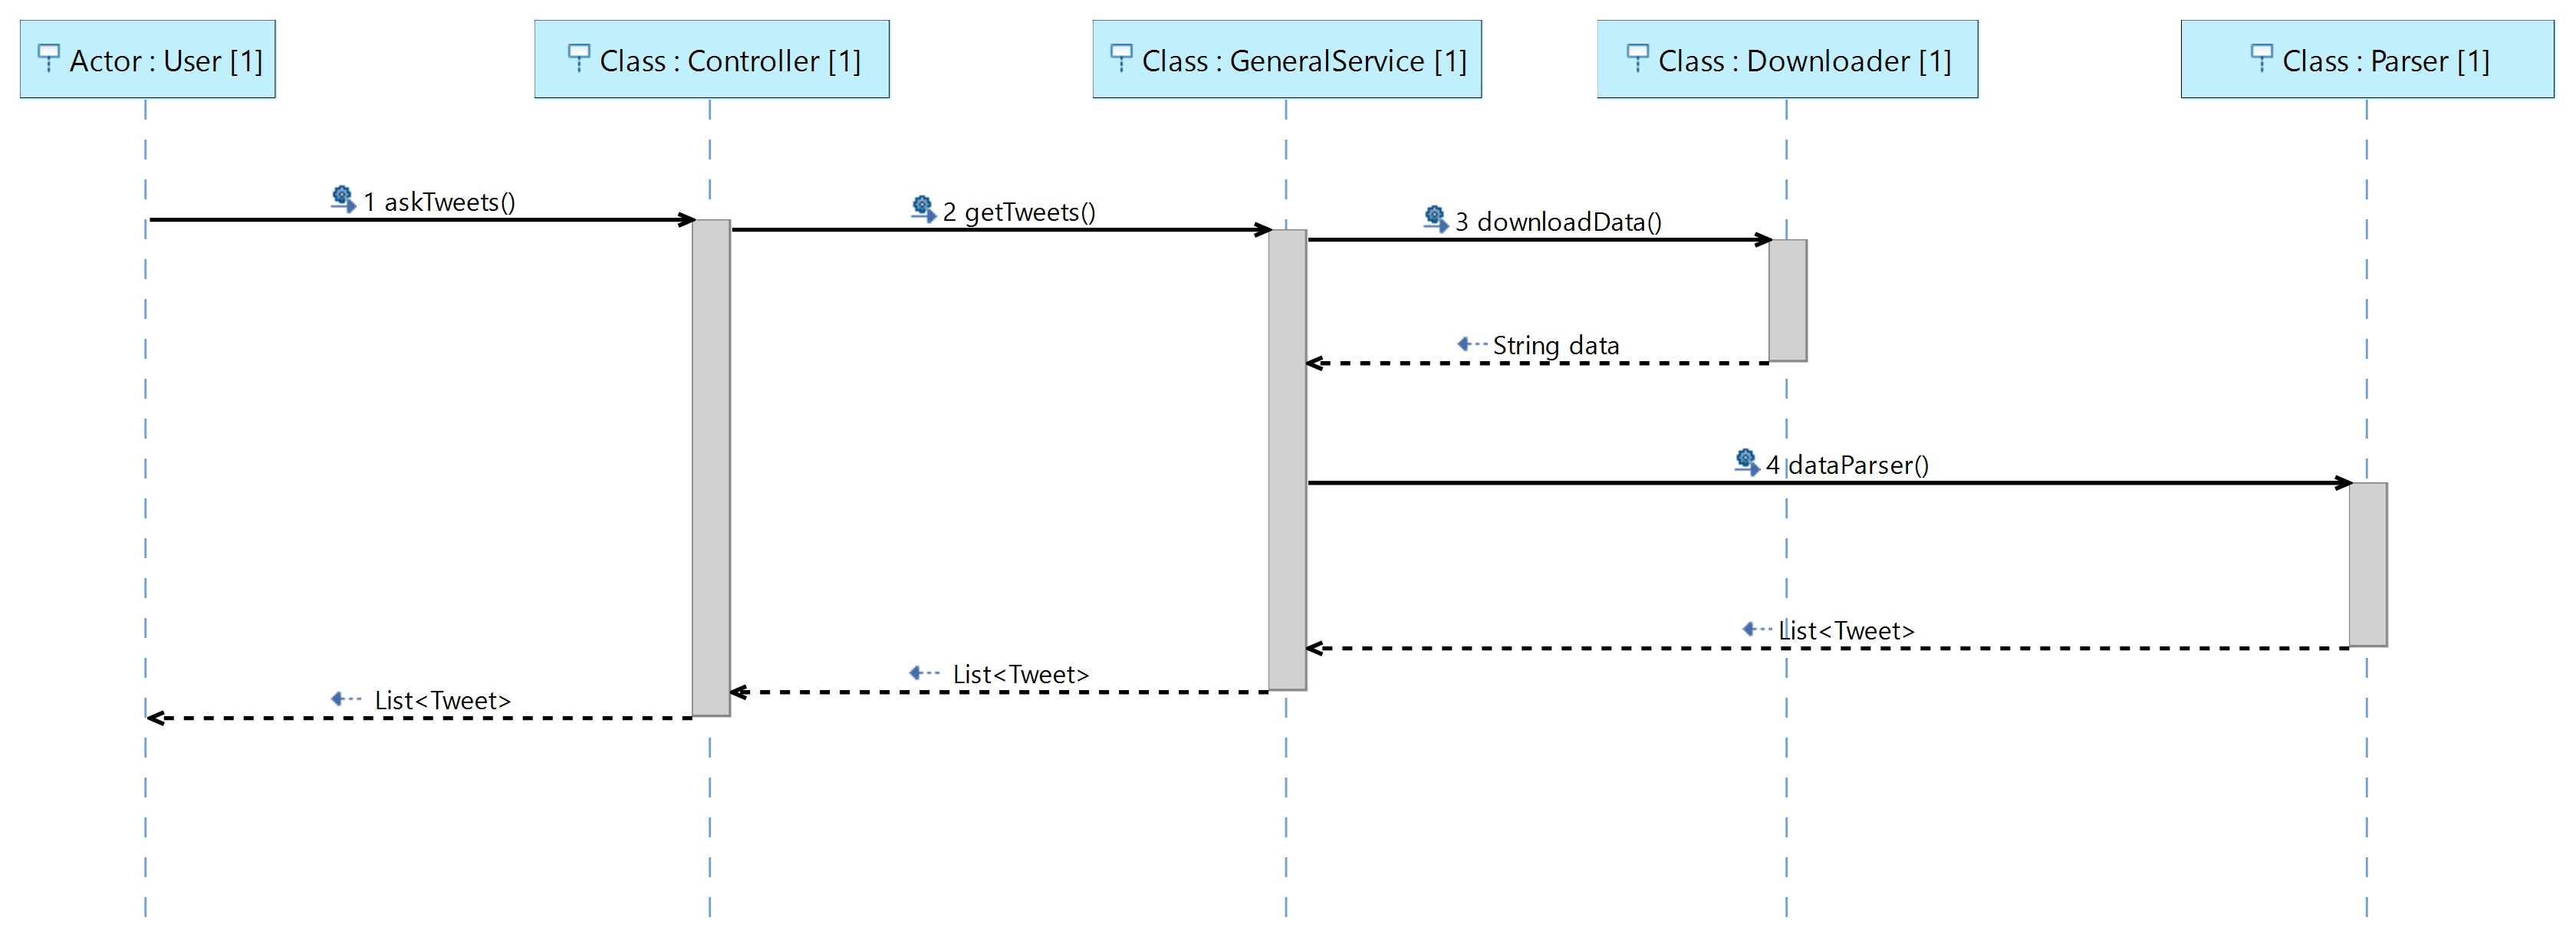 Actor : User [1]
Class : Controller [1]
Class : GeneralService [1]
Class : Downloader [1]
Class : Parser [1]
1 askTweets()
2 getTweets()
3 downloadData()
String data
4 dataParser()
List<Tweet>
List<Tweet>
List<Tweet>